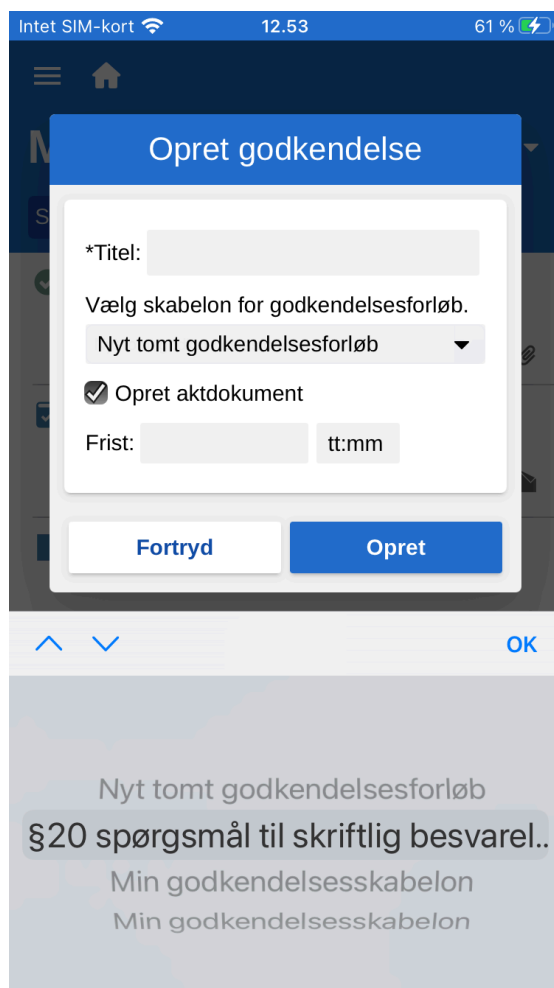 Intet SIM-kort 12.53 61 %
M
Opret godkendelse
S
*Titel:
Vælg skabelon for godkendelsesforløb.
Nyt tomt godkendelsesforløb
Opret aktdokument
Frist: tt:mm
Fortryd Opret
OK
Nyt tomt godkendelsesforløb
§20 spørgsmål til skriftlig besvarel..
Min godkendelsesskabelon
Min godkendelsesskabelon